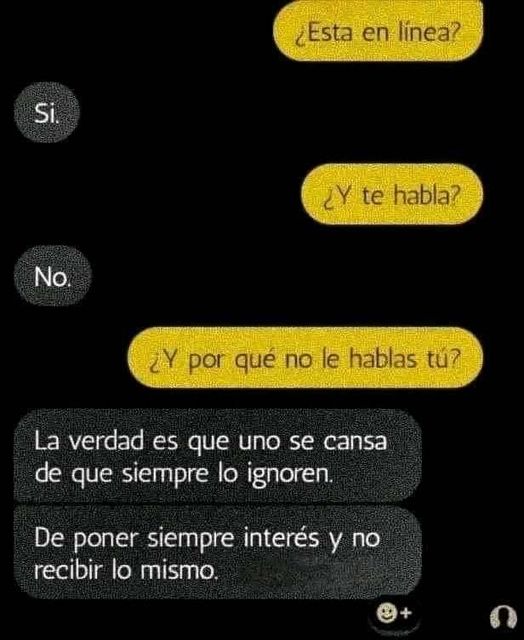 ¿Esta en línea?
Si.
¿Y te habla?
No.
¿Y por qué no le hablas tú?
La verdad es que uno se cansa
de que siempre lo ignoren.
De poner siempre interés y no
recibir lo mismo.